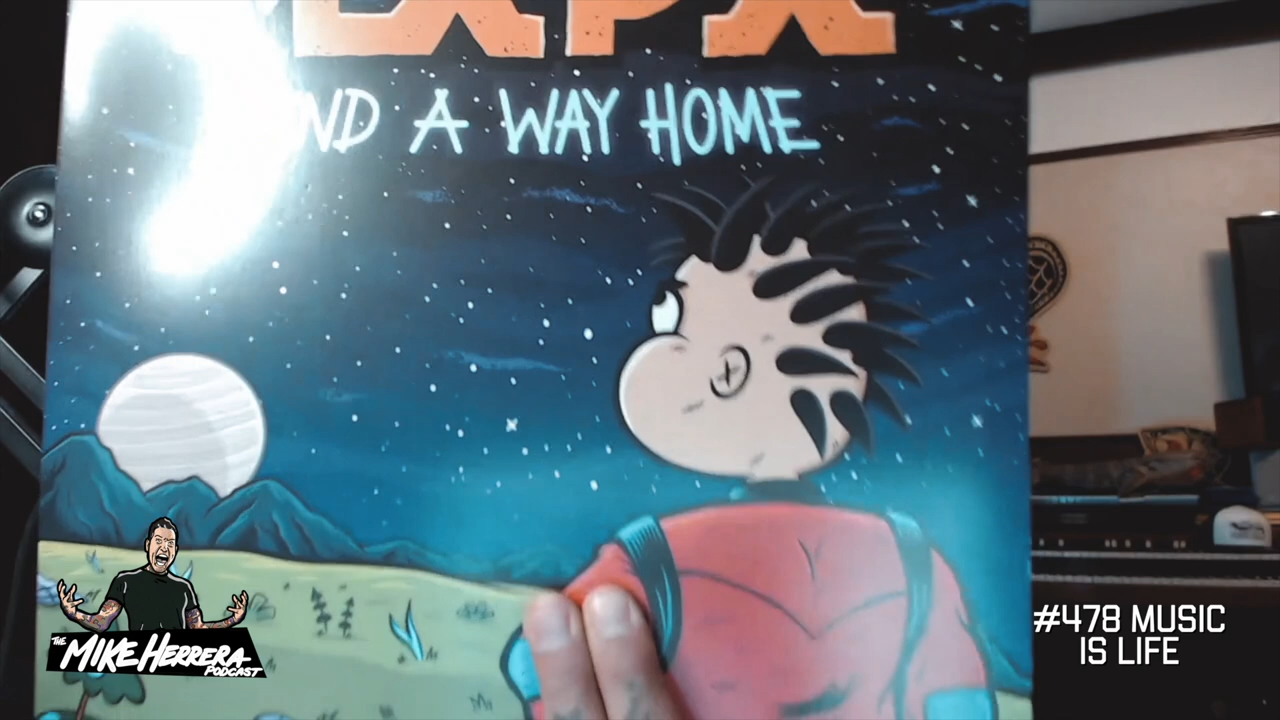 ND A WAY HOME
THE
MIKE HERRERA
PODCAST
#478 MUSIC
IS LIFE